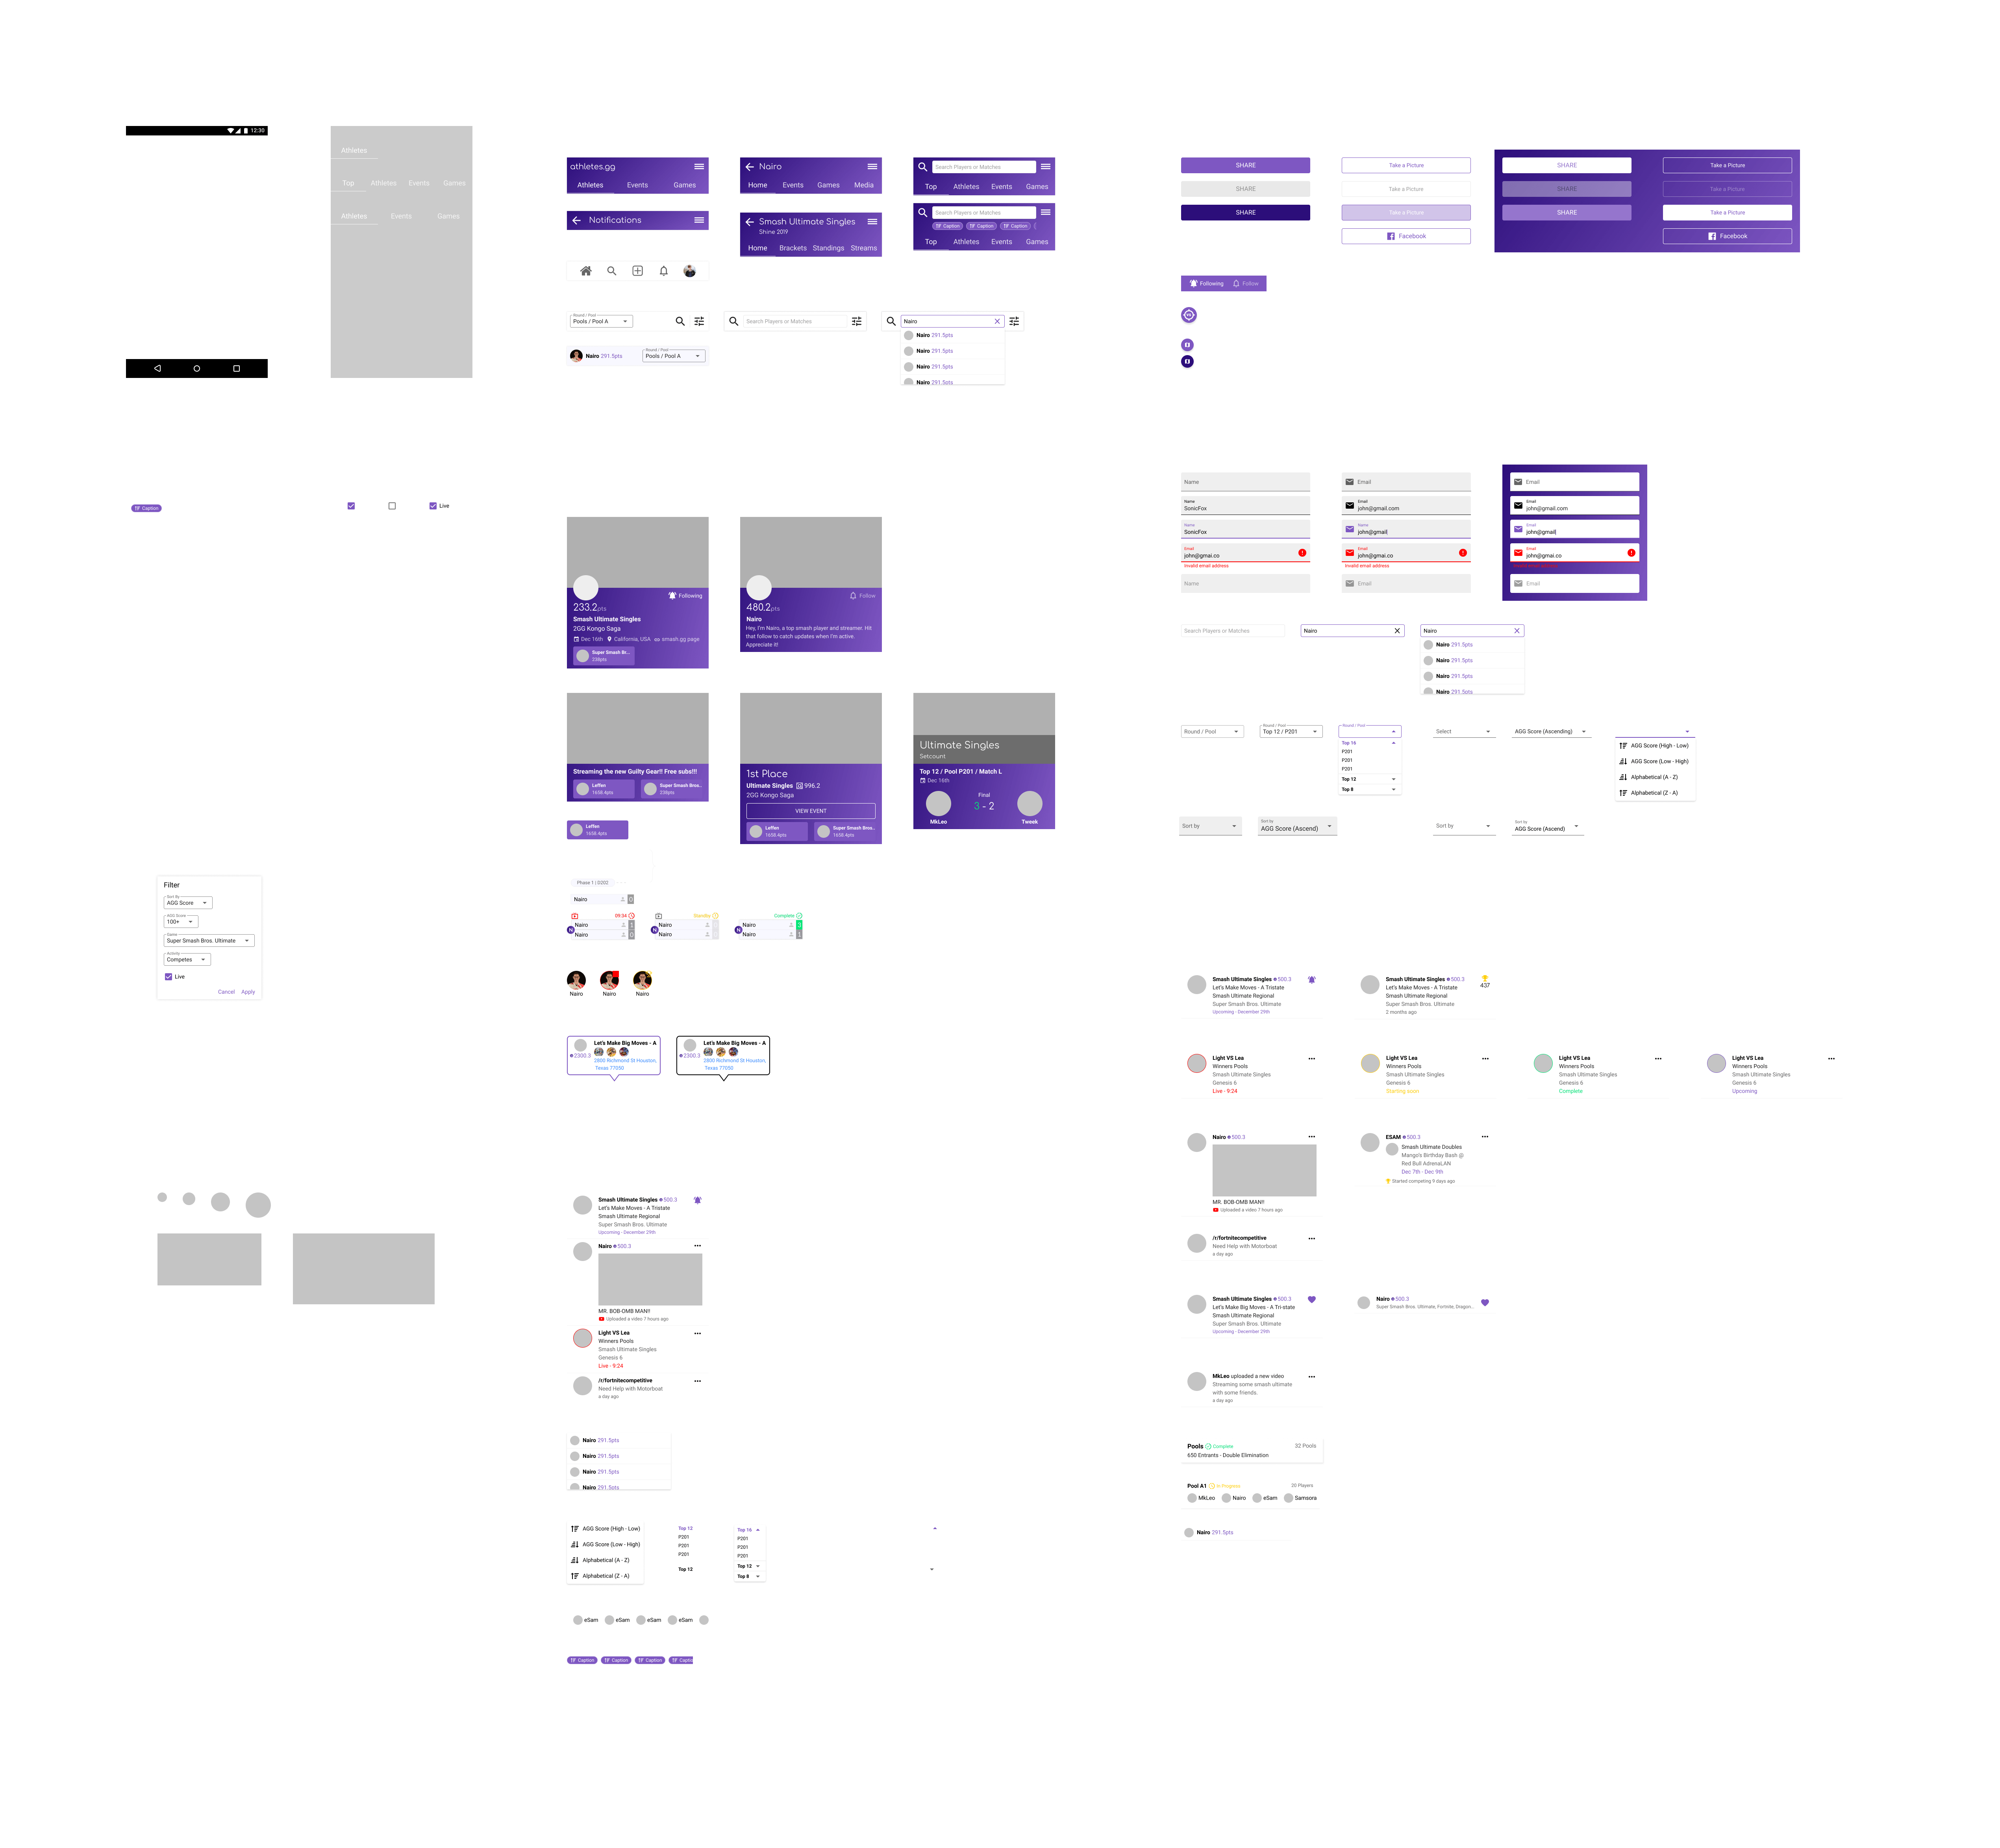 12:30
Athletes
Top Athletes Events Games
Athletes Events Games
athletes.gg
Athletes Events Games
Nairo
Home Events Games Media
Search Players or Matches
Top Athletes Events Games
Notifications
Smash Ultimate Singles
Shine 2019
Home Brackets Standings Streams
Search Players or Matches
Caption Caption Caption
Top Athletes Events Games
Round / Pool
Pools / Pool A
Search Players or Matches
Nairo
Nairo 291.5pts
Nairo 291.5pts
Nairo 291.5pts
Nairo 291.5pts
Nairo 291.5pts
Round / Pool
Pools / Pool A
SHARE
Take a Picture
SHARE
Take a Picture
SHARE
Take a Picture
SHARE
Take a Picture
SHARE
Take a Picture
SHARE
Take a Picture
Facebook
Facebook
Following Follow
Caption
Live
Name
Email
Email
Name
SonicFox
Email
john@gmail.com
Email
john@gmail.com
Name
SonicFox
Name
john@gmail
Email
john@gmail
Email
john@gmai.co
Invalid email address
Email
john@gmai.co
Invalid email address
Email
john@gmai.co
Invalid email address
Name
Email
Email
Search Players or Matches
Nairo
Nairo
Nairo 291.5pts
Nairo 291.5pts
Nairo 291.5pts
Nairo 291.5pts
Following
233.2pts
Smash Ultimate Singles
2GG Kongo Saga
Dec 16th California, USA smash.gg page
Super Smash Br...
238pts
Follow
480.2pts
Nairo
Hey, I'm Nairo, a top smash player and streamer. Hit
that follow to catch updates when I'm active.
Appreciate it!
Streaming the new Guilty Gear!! Free subs!!!
Leffen
1658.4pts
Super Smash Bros..
238pts
1st Place
Ultimate Singles 996.2
2GG Kongo Saga
VIEW EVENT
Leffen
1658.4pts
Super Smash Bros..
1658.4pts
Ultimate Singles
Setcount
Top 12 / Pool P201 / Match L
Dec 16th
Final
3 - 2
MkLeo Tweek
Leffen
1658.4pts
Round / Pool
Round / Pool
Top 12 / P201
Round / Pool
Top 16
P201
P201
P201
Top 12
Top 8
Select
AGG Score (Ascending)
AGG Score (High - Low)
AGG Score (Low - High)
Alphabetical (A - Z)
Alphabetical (Z - A)
Sort by
Sort by
AGG Score (Ascend)
Sort by
Sort by
AGG Score (Ascend)
Filter
Sort By
AGG Score
AGG Score
100+
Game
Super Smash Bros. Ultimate
Activity
Competes
Live
Cancel Apply
Phase 1 | D202
Nairo 0
09:34
Nairo 1
Nairo 0
N
Standby
Nairo
Nairo
N
Complete
Nairo 3
Nairo 1
N
Nairo
Nairo
Nairo
Let's Make Big Moves - A
2300.3
2800 Richmond St Houston,
Texas 77050
Let's Make Big Moves - A
2300.3
2800 Richmond St Houston,
Texas 77050
Smash Ultimate Singles 500.3
Let's Make Moves - A Tristate
Smash Ultimate Regional
Super Smash Bros. Ultimate
Upcoming - December 29th
Smash Ultimate Singles 500.3
Let's Make Moves - A Tristate
Smash Ultimate Regional
Super Smash Bros. Ultimate
2 months ago
437
Light VS Lea
Winners Pools
Smash Ultimate Singles
Genesis 6
Live - 9:24
Light VS Lea
Winners Pools
Smash Ultimate Singles
Genesis 6
Starting soon
Light VS Lea
Winners Pools
Smash Ultimate Singles
Genesis 6
Complete
Light VS Lea
Winners Pools
Smash Ultimate Singles
Genesis 6
Upcoming
Nairo 500.3
MR. BOB-OMB MAN!!
Uploaded a video 7 hours ago
ESAM 500.3
Smash Ultimate Doubles
Mango's Birthday Bash @
Red Bull AdrenaLAN
Dec 7th - Dec 9th
Started competing 9 days ago
/r/fortnitecompetitive
Need Help with Motorboat
a day ago
Smash Ultimate Singles 500.3
Let's Make Big Moves - A Tri-state
Smash Ultimate Regional
Super Smash Bros. Ultimate
Upcoming - December 29th
Nairo 500.3
Super Smash Bros. Ultimate, Fortnite, Dragon...
MkLeo uploaded a new video
Streaming some smash ultimate
with some friends.
a day ago
Pools Complete 32 Pools
650 Entrants - Double Elimination
Pool A1 In Progress 20 Players
MkLeo Nairo eSam Samsora
Nairo 291.5pts
Smash Ultimate Singles 500.3
Let's Make Moves - A Tristate
Smash Ultimate Regional
Super Smash Bros. Ultimate
Upcoming - December 29th
Nairo 500.3
MR. BOB-OMB MAN!!
Uploaded a video 7 hours ago
Light VS Lea
Winners Pools
Smash Ultimate Singles
Genesis 6
Live - 9:24
/r/fortnitecompetitive
Need Help with Motorboat
a day ago
Nairo 291.5pts
Nairo 291.5pts
Nairo 291.5pts
Nairo 291.5pts
AGG Score (High - Low)
AGG Score (Low - High)
Alphabetical (A - Z)
Alphabetical (Z - A)
Top 12
P201
P201
P201
Top 12
Top 16
P201
P201
P201
Top 12
Top 8
eSam eSam eSam eSam
Caption Caption Caption Captio